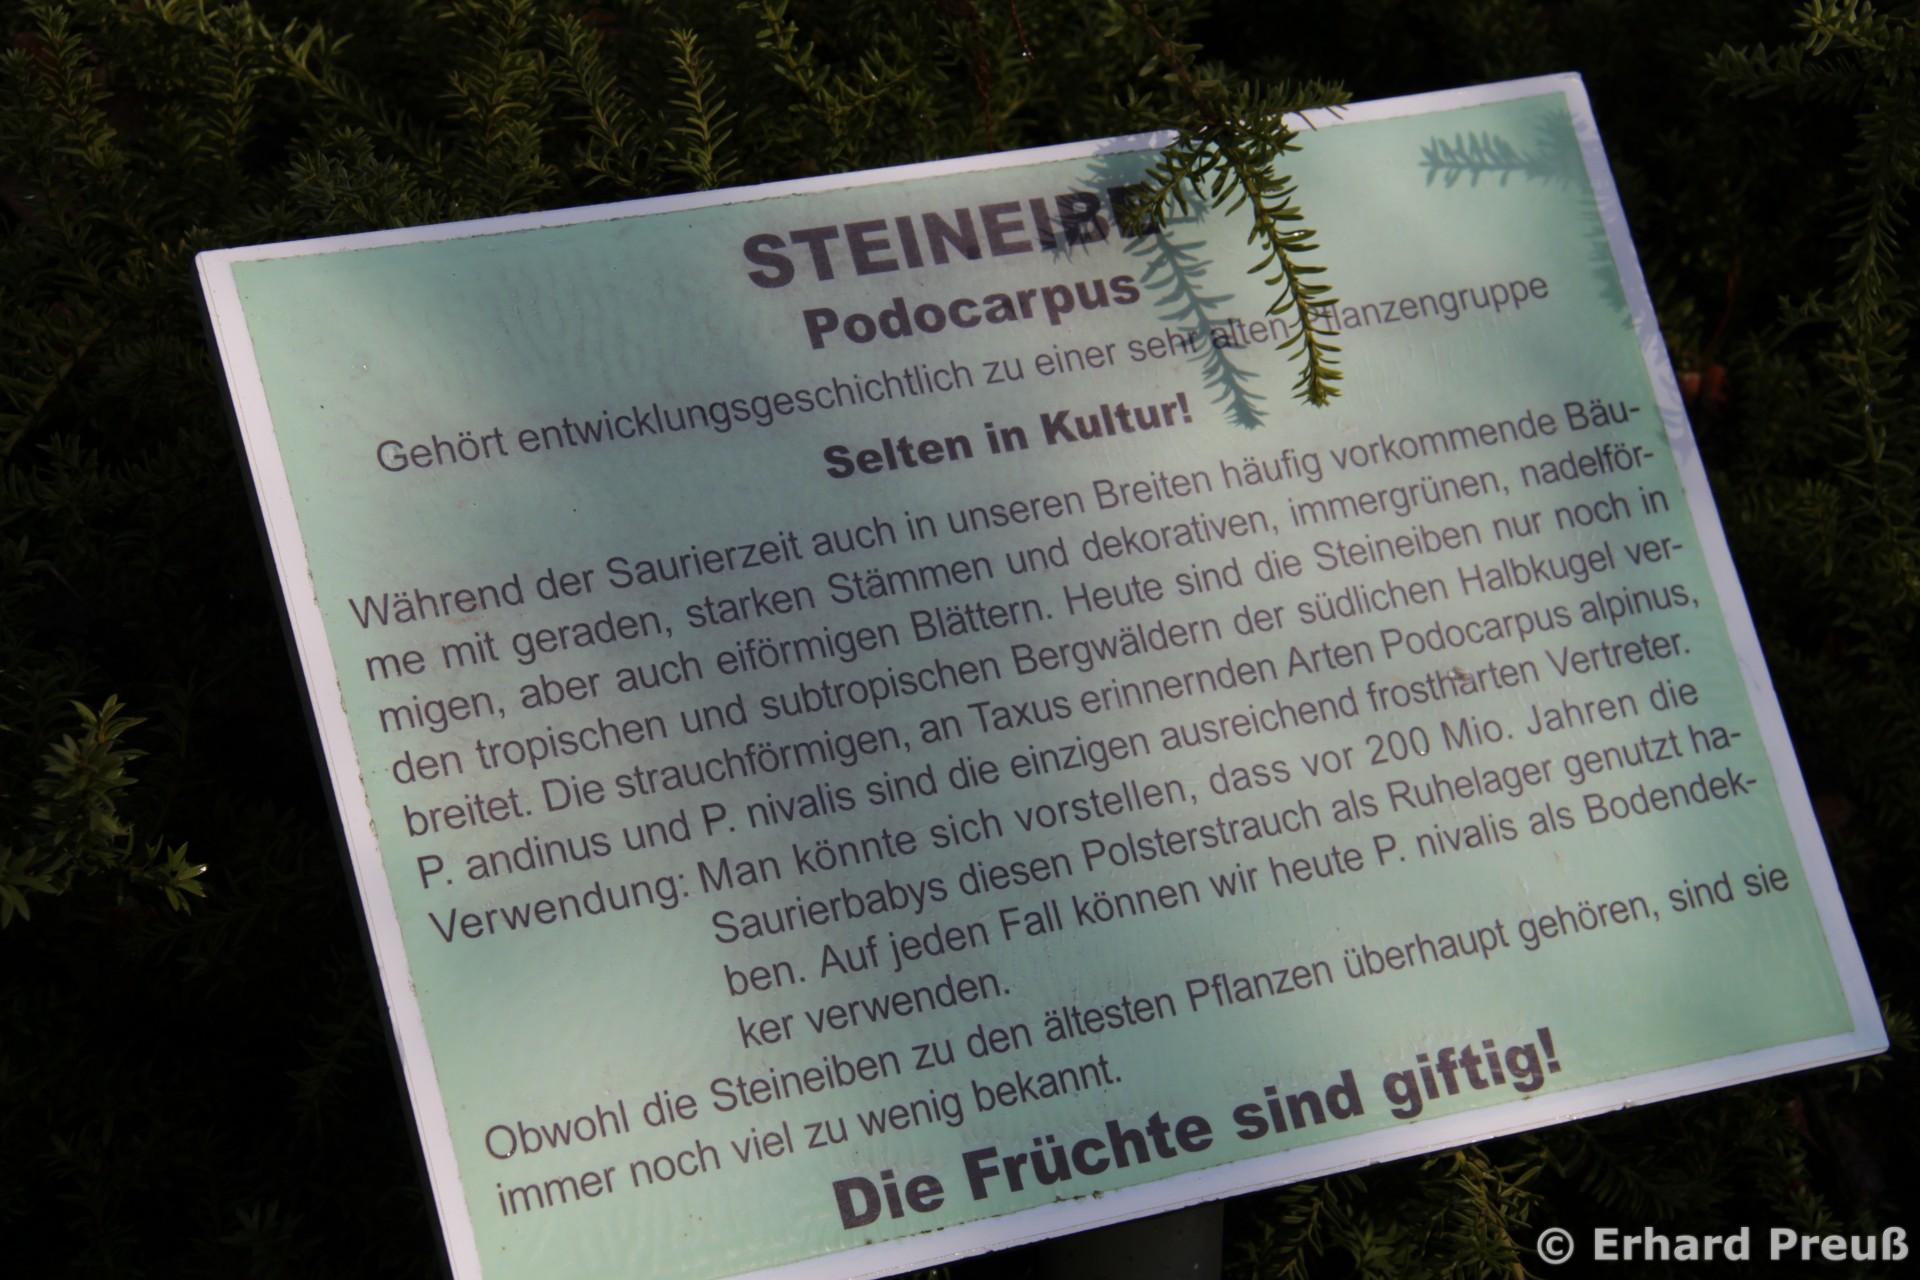 STEINEIBE
Podocarpus
Gehört entwicklungsgeschichtlich zu einer sehr alten Pflanzengruppe
Selten in Kultur!
Während der Saurierzeit auch in unseren Breiten häufig vorkommende Bäu-
me mit geraden, starken Stämmen und dekorativen, immergrünen, nadelför-
migen, aber auch eiförmigen Blättern. Heute sind die Steineiben nur noch in
den tropischen und subtropischen Bergwäldern der südlichen Halbkugel ver-
breitet. Die strauchförmigen, an Taxus erinnernden Arten Podocarpus alpinus,
P. andinus und P. nivalis sind die einzigen ausreichend frostharten Vertreter.
Verwendung: Man könnte sich vorstellen, dass vor 200 Mio. Jahren die
Saurierbabys diesen Polsterstrauch als Ruhelager genutzt ha-
ben. Auf jeden Fall können wir heute P. nivalis als Bodendek-
ker verwenden.
Obwohl die Steineiben zu den ältesten Pflanzen überhaupt gehören, sind sie
immer noch viel zu wenig bekannt.
Die Früchte sind giftig!
© Erhard Preuß